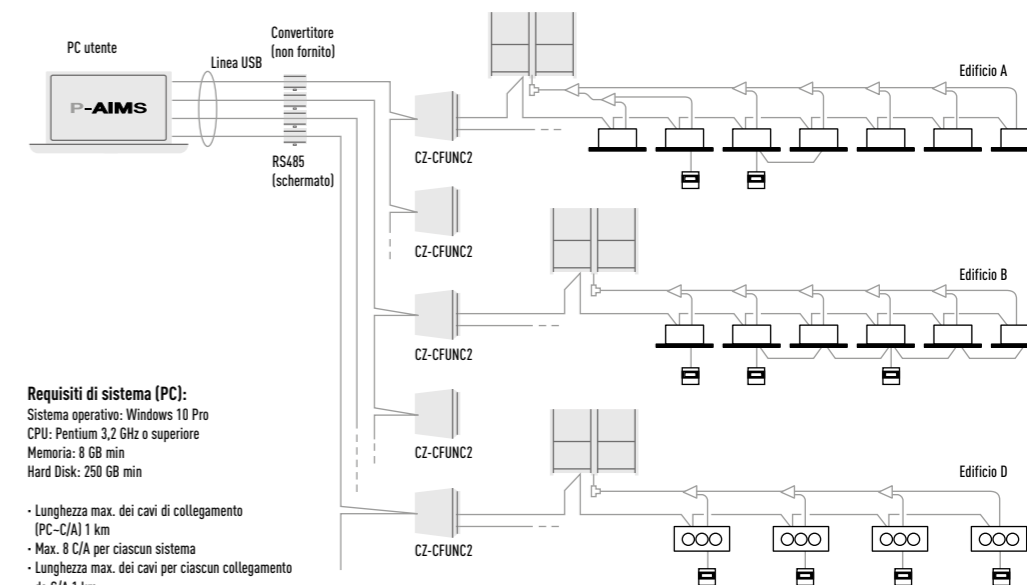 PC utente
P-AIMS
Linea USB
Convertitore
(non fornito)
RS485
(schermato)
CZ-CFUNC2
CZ-CFUNC2
CZ-CFUNC2
CZ-CFUNC2
CZ-CFUNC2
Edificio A
Edificio B
Edificio D
Requisiti di sistema (PC):
Sistema operativo: Windows 10 Pro
CPU: Pentium 3,2 GHz o superiore
Memoria: 8 GB min
Hard Disk: 250 GB min
- Lunghezza max. dei cavi di collegamento
(PC~C/A) 1 km
- Max. 8 C/A per ciascun sistema
- Lunghezza max. dei cavi per ciascun collegamento
da C/A 1 km